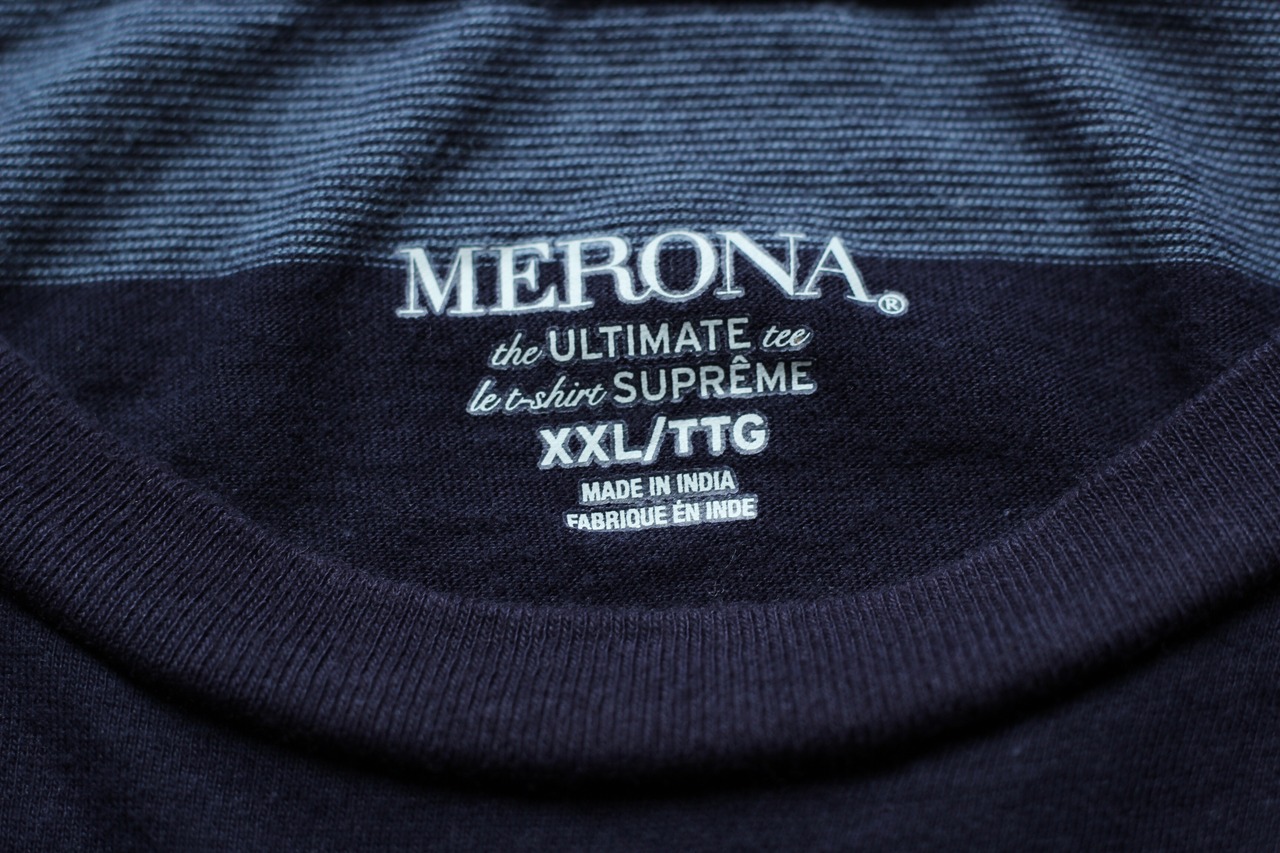 MERONA®
the ULTIMATE tee
le t-shirt SUPRÊME
XXL/TTG
MADE IN INDIA
FABRIQUE ÉN INDE